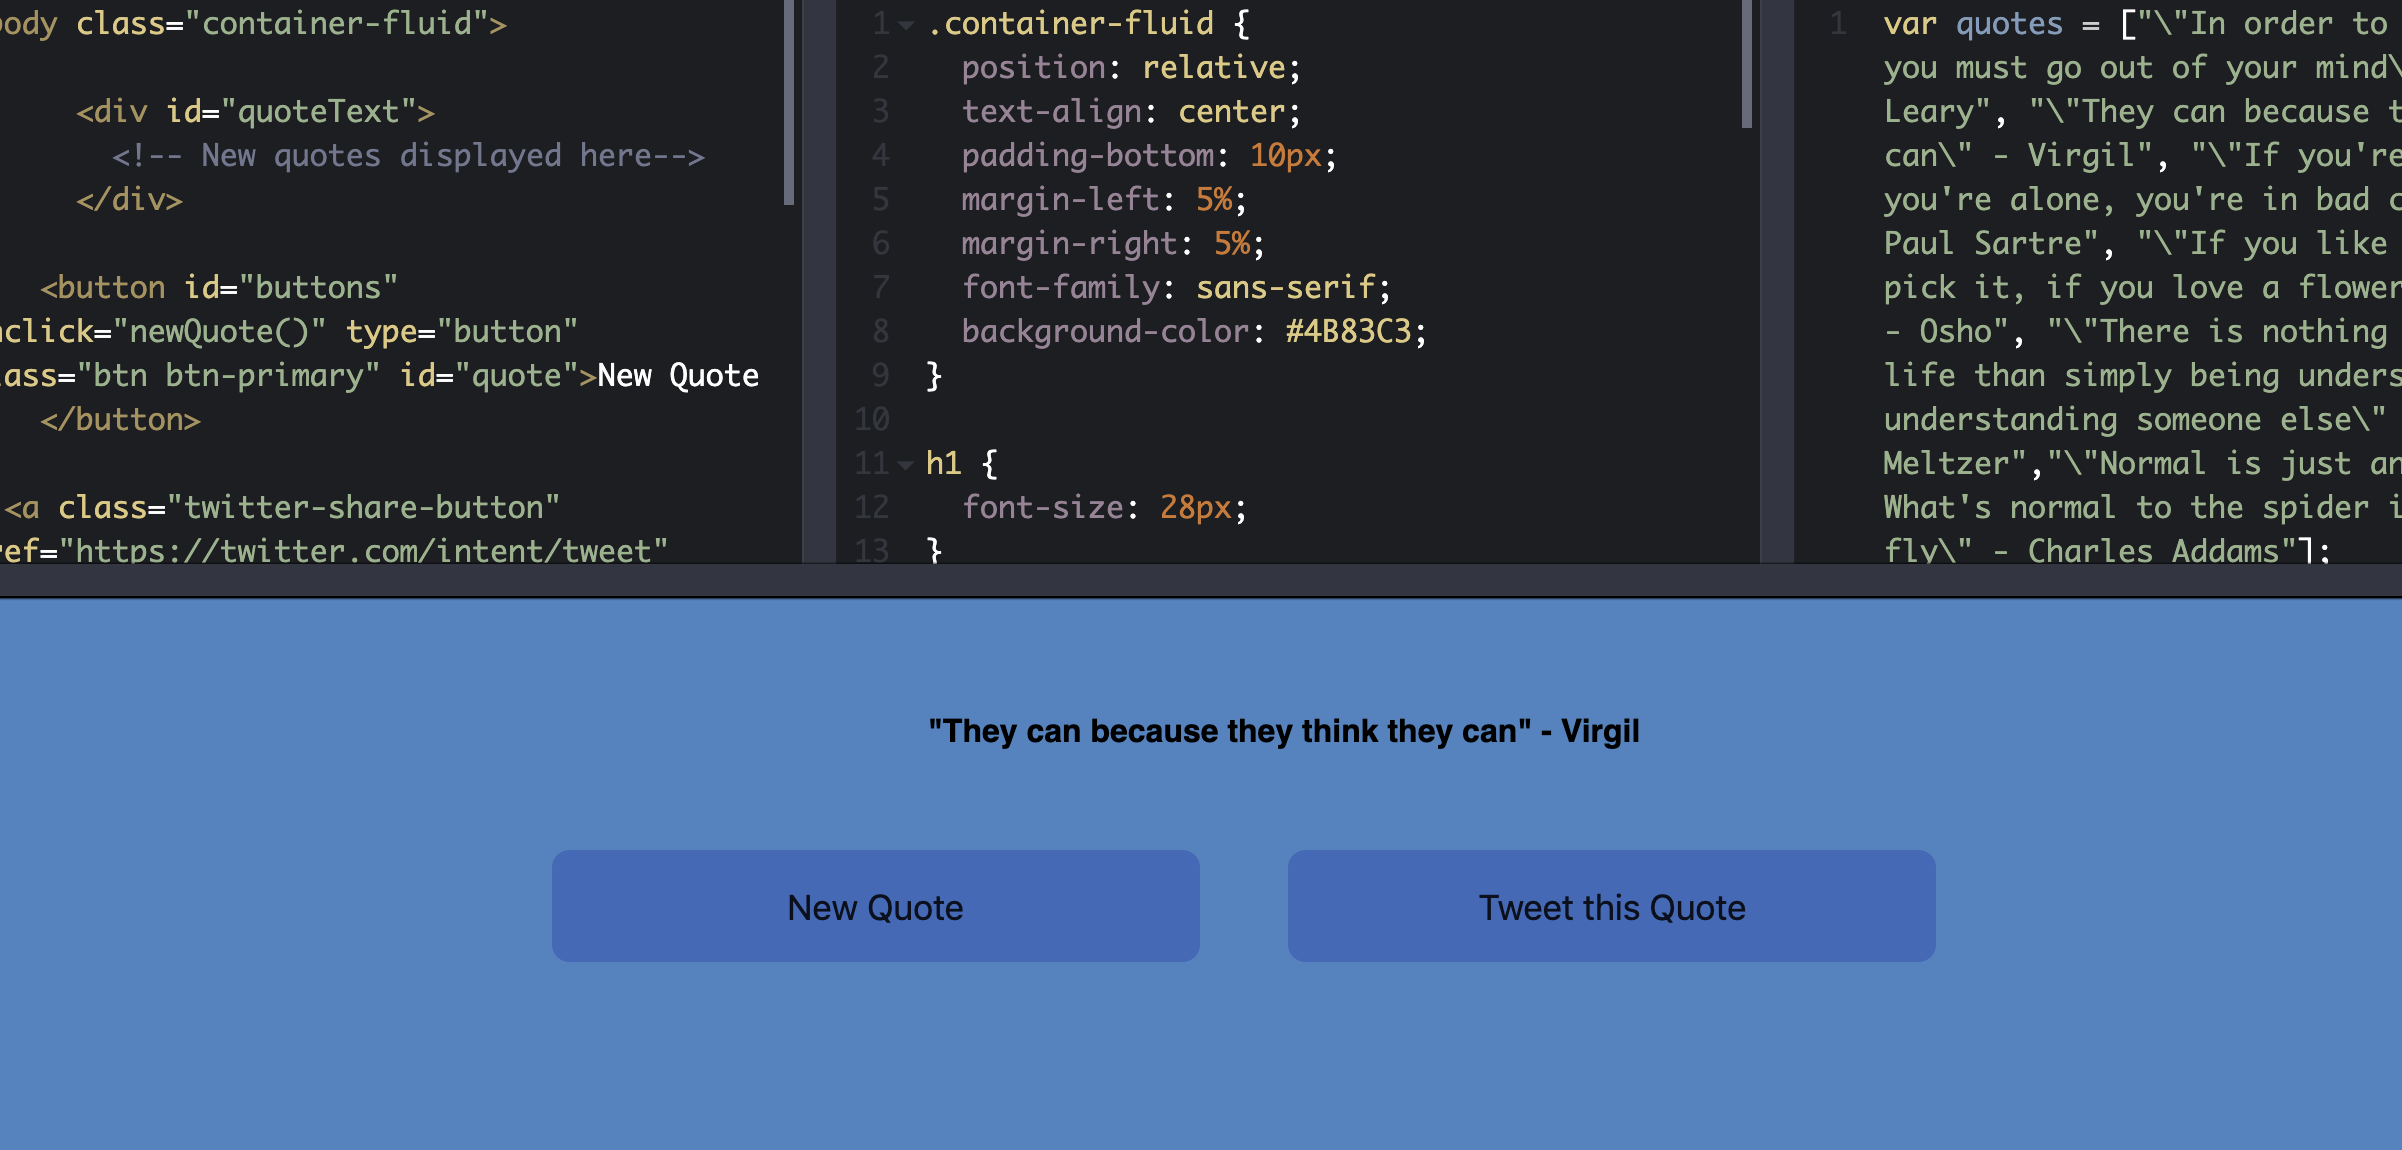 body class="container-fluid">
<div id="quoteText">
<!-- New quotes displayed here-->
</div>
<button id="buttons"
nclick="newQuote()" type="button"
lass="btn btn-primary" id="quote">New Quote
</button>
<a class="twitter-share-button"
ref="https://twitter.com/intent/tweet"
1 .container-fluid {
2 position: relative;
3 text-align: center;
4 padding-bottom: 10px;
5 margin-left: 5%;
6 margin-right: 5%;
7 font-family: sans-serif;
8 background-color: #4B83C3;
9 }
10
11 h1 {
12 font-size: 28px;
13 }
1 var quotes = ["\"In order to
you must go out of your mind\
Leary", "\"They can because t
can\" - Virgil", "\"If you're
you're alone, you're in bad c
Paul Sartre", "\"If you like
pick it, if you love a flower
- Osho", "\"There is nothing
life than simply being unders
understanding someone else\"
Meltzer","\"Normal is just an
What's normal to the spider i
fly\" - Charles Addams"];
"They can because they think they can" - Virgil
New Quote
Tweet this Quote